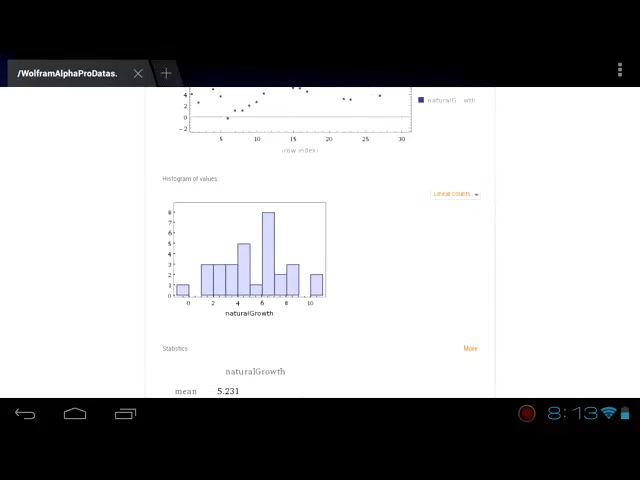 /WolframAlphaProDatas.
4
2
0
−2
5 10 15 20 25 30
(row index)
Histogram of values:
Linear counts
8
7
6
5
4
3
2
1
0
0 2 4 6 8 10
naturalGrowth
Statistics:
More
naturalGrowth
mean 5.231
8:13